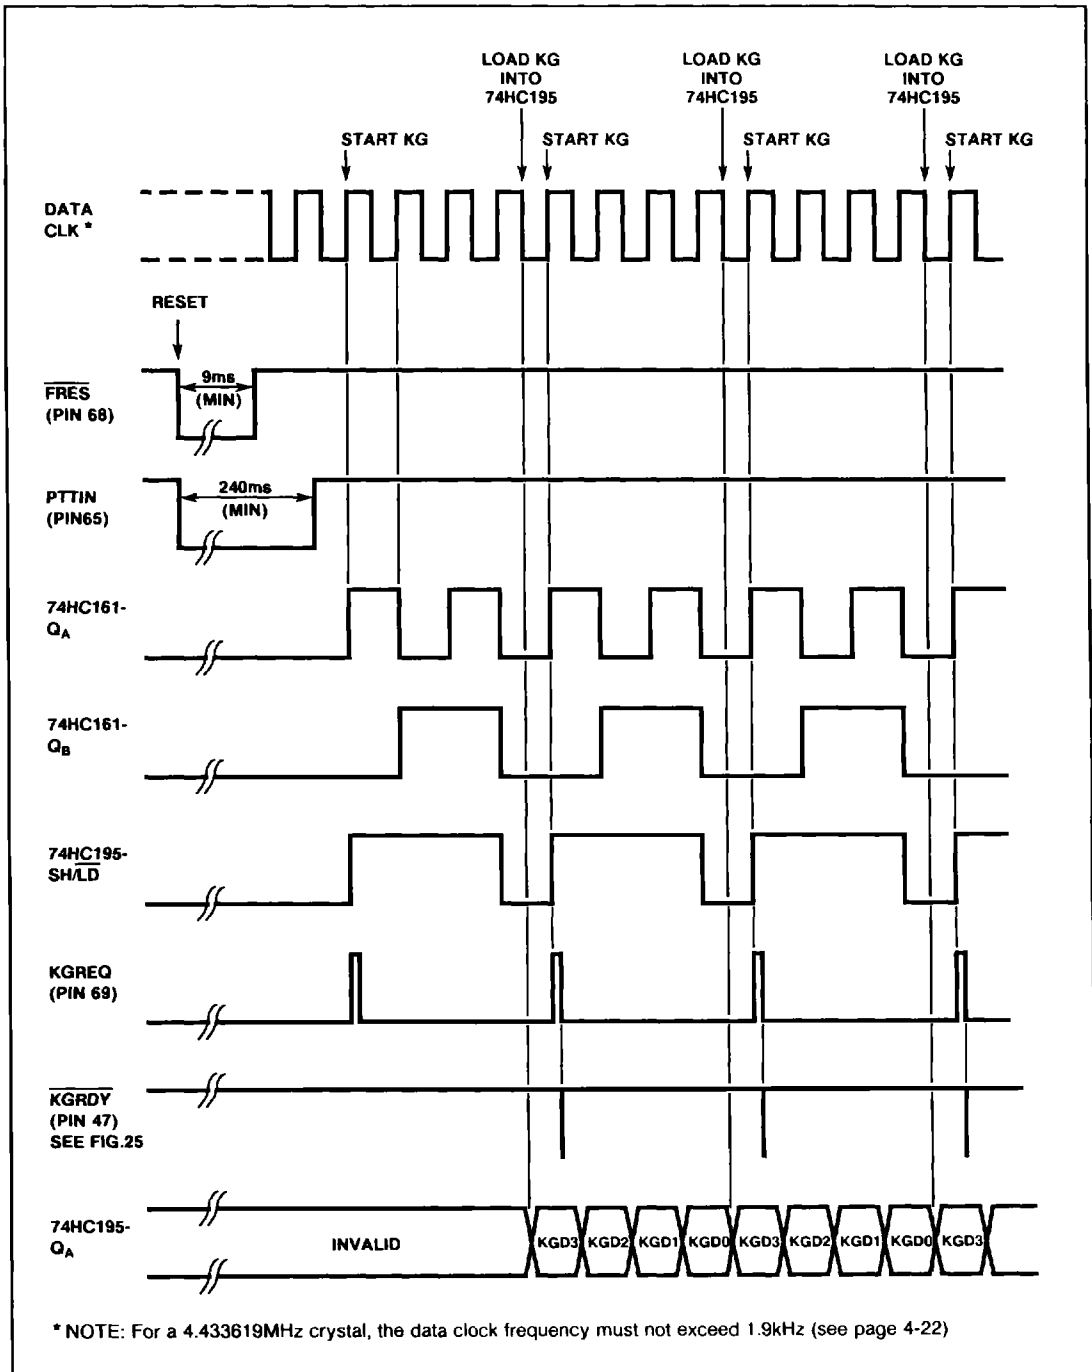 LOAD KG
INTO
74HC195
LOAD KG
INTO
74HC195
LOAD KG
INTO
74HC195
START KG
START KG
START KG
START KG
DATA
CLK *
RESET
FRES
(PIN 68)
9ms
(MIN)
PTTIN
(PIN65)
240ms
(MIN)
74HC161-
QA
74HC161-
QB
74HC195-
SH/LD
KGREQ
(PIN 69)
KGRDY
(PIN 47)
SEE FIG.25
74HC195-
QA
INVALID
KGD3 KGD2 KGD1 KGD0 KGD3 KGD2 KGD1 KGD0 KGD3
* NOTE: For a 4.433619MHz crystal, the data clock frequency must not exceed 1.9kHz (see page 4-22)